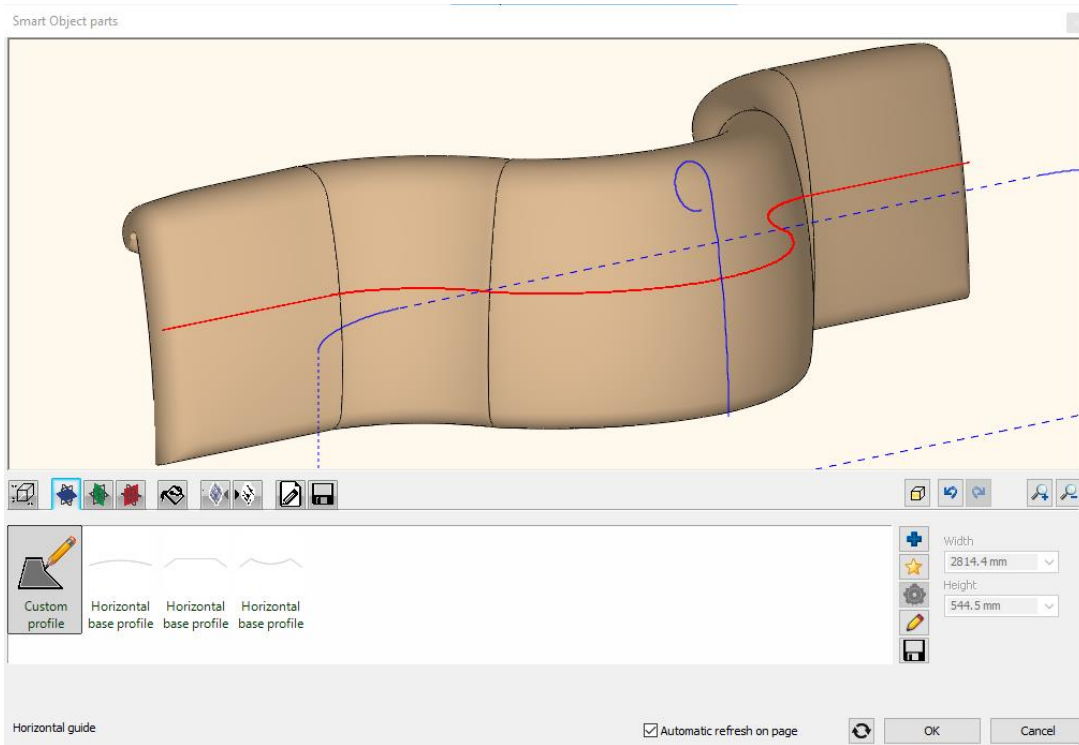 Smart Object parts
Width
2814.4 mm
Height
544.5 mm
Custom
profile
Horizontal
base profile
Horizontal
base profile
Horizontal
base profile
Horizontal guide
Automatic refresh on page
OK
Cancel